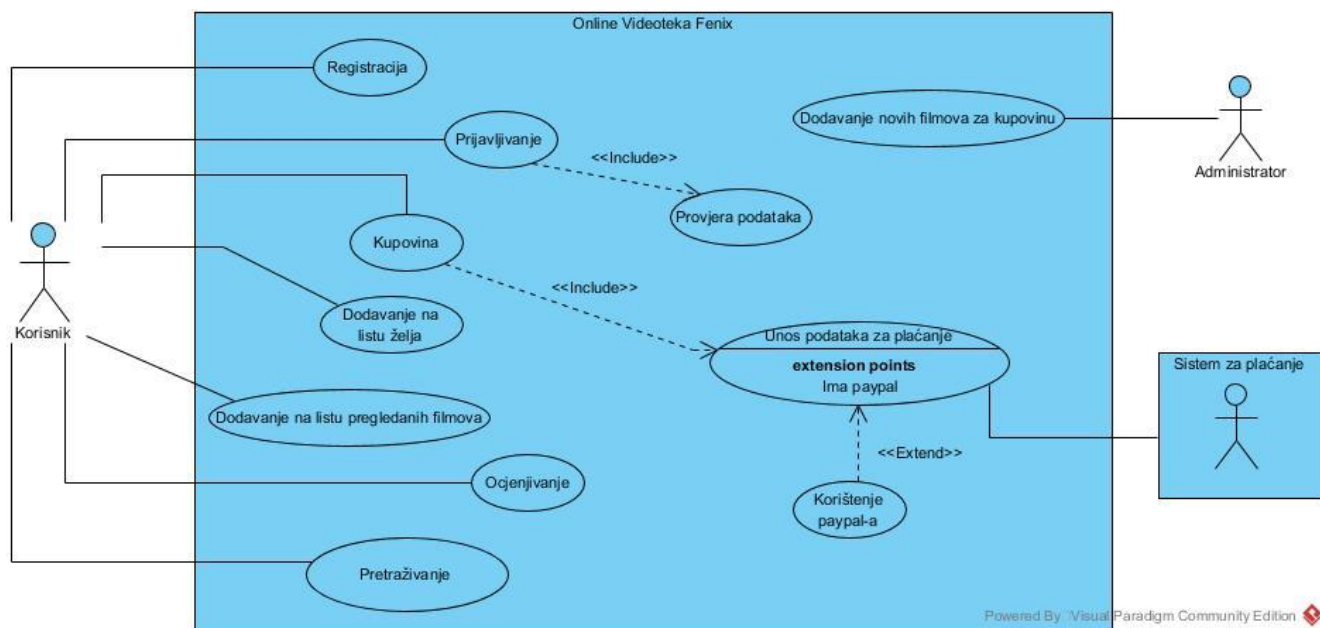 Online Videoteka Fenix
Registracija
Dodavanje novih filmova za kupovinu
Administrator
Prijavljivanje
<<Include>>
Provjera podataka
Kupovina
<<Include>>
Korisnik
Dodavanje na
listu želja
Unos podataka za plaćanje
extension points
Ima paypal
Sistem za plaćanje
Dodavanje na listu pregledanih filmova
<<Extend>>
Ocjenjivanje
Korištenje
paypal-a
Pretraživanje
Powered By Visual Paradigm Community Edition